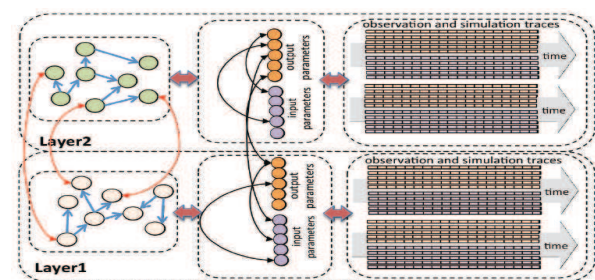 observation and simulation traces
output
parameters
input
parameters
time
time
Layer2
observation and simulation traces
output
parameters
input
parameters
time
time
Layer1